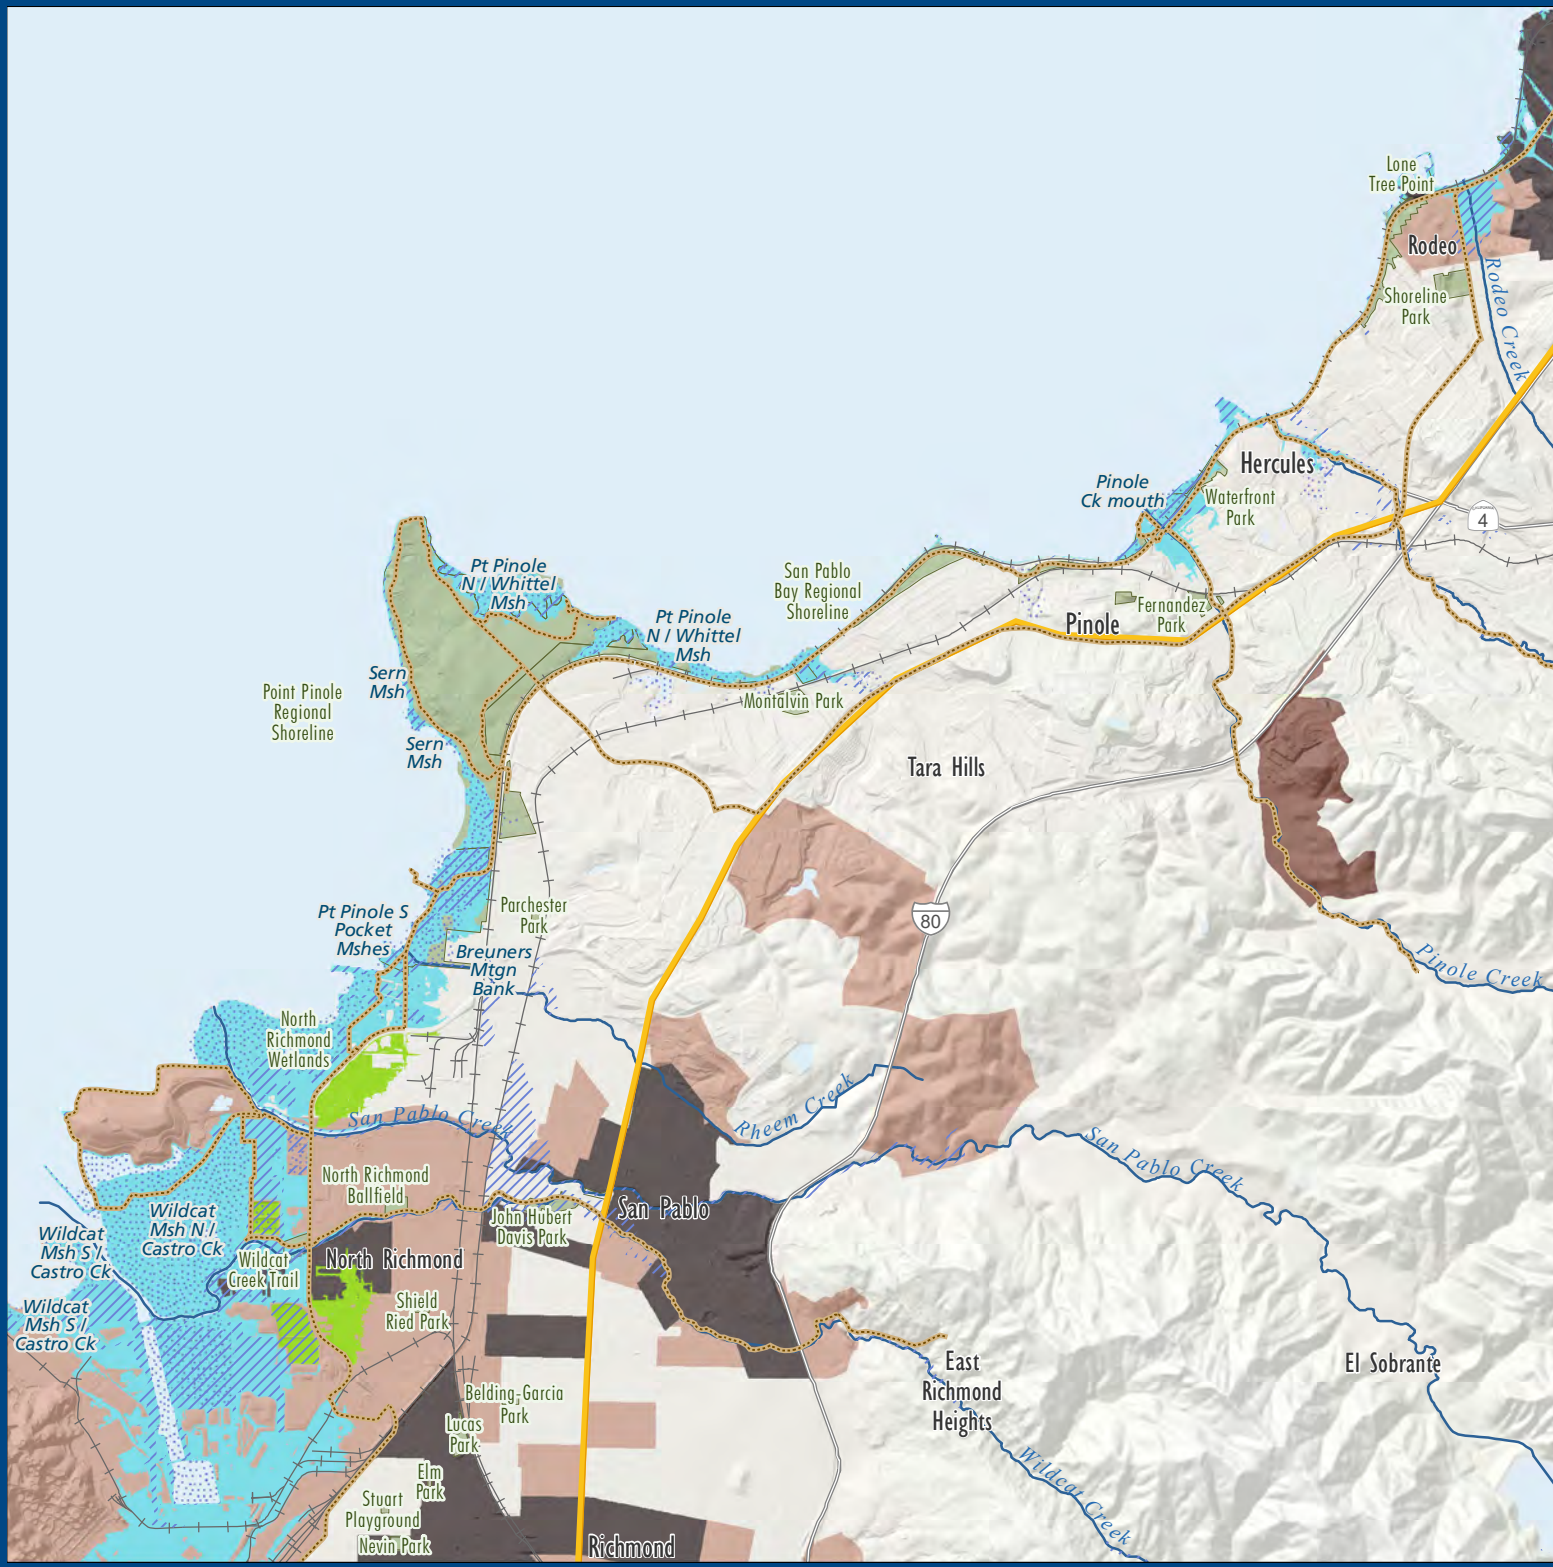 Lone
Tree Point
Rodeo
Rodeo Creek
Shoreline
Park
Hercules
Pinole
Ck mouth
Waterfront
Park
CALIFORNIA
4
Pt Pinole
N / Whittel
Msh
San Pablo
Bay Regional
Shoreline
Fernandez
Park
Pinole
Pt Pinole
N / Whittel
Msh
Sern
Msh
Point Pinole
Regional
Shoreline
Montalvin Park
Sern
Msh
Tara Hills
Parchester
Park
80
Pt Pinole S
Pocket
Mshes
Breuners
Mtgn
Bank
Pinole Creek
North
Richmond
Wetlands
San Pablo Creek
Rheem Creek
San Pablo Creek
North Richmond
Ballfield
San Pablo
John Hubert
Davis Park
Wildcat
Msh N /
Castro Ck
Wildcat
Msh S /
Castro Ck
Wildcat
Creek Trail
North Richmond
Wildcat
Msh S /
Castro Ck
Shield
Ried Park
East
Richmond
Heights
El Sobrante
Belding-Garcia
Park
Lucas
Park
Wildcat Creek
Elm
Park
Stuart
Playground
Nevin Park
Richmond